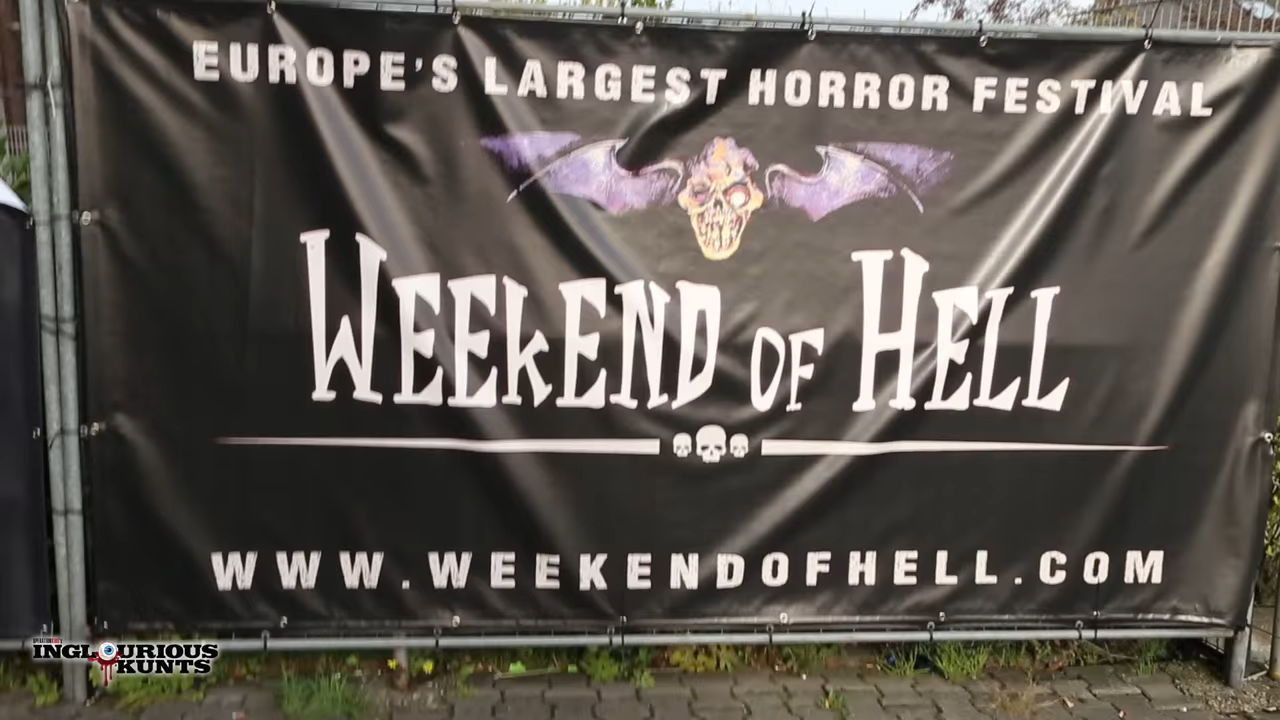 EUROPE'S LARGEST HORROR FESTIVAL
WEEKEND OF HELL
WWW.WEEKENDOFHELL.COM
INGLOURIOUS
KUNTS